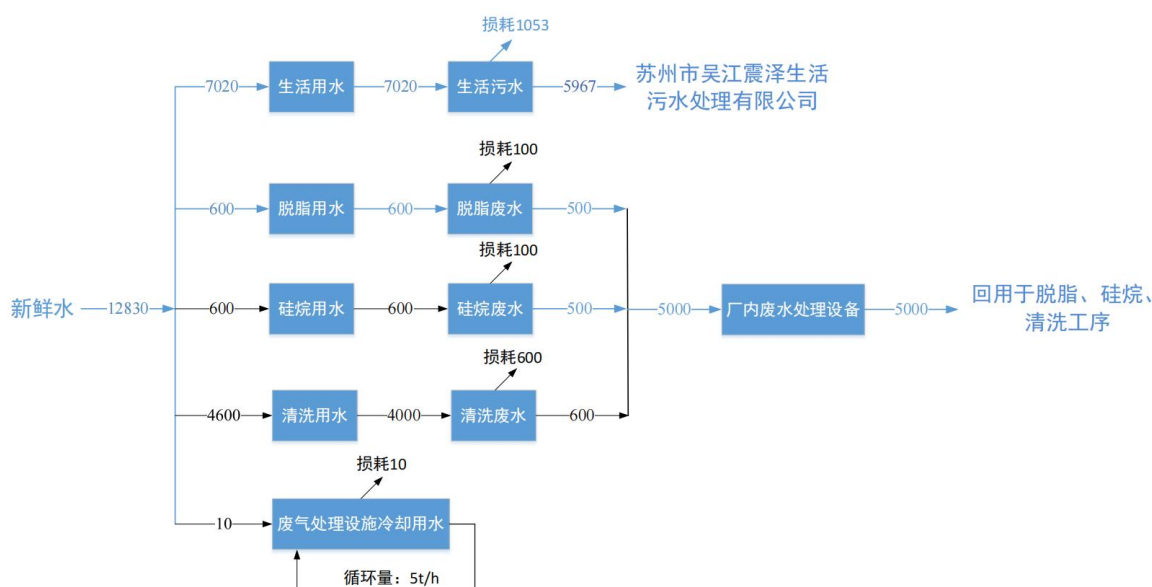 损耗1053
7020
生活用水
7020
生活污水
5967
苏州市吴江震泽生活
污水处理有限公司
损耗100
600
脱脂用水
600
脱脂废水
500
损耗100
新鲜水
12830
600
硅烷用水
600
硅烷废水
500
5000
厂内废水处理设备
5000
回用于脱脂、硅烷、
清洗工序
损耗600
4600
清洗用水
4000
清洗废水
600
损耗10
10
废气处理设施冷却用水
循环量：5t/h